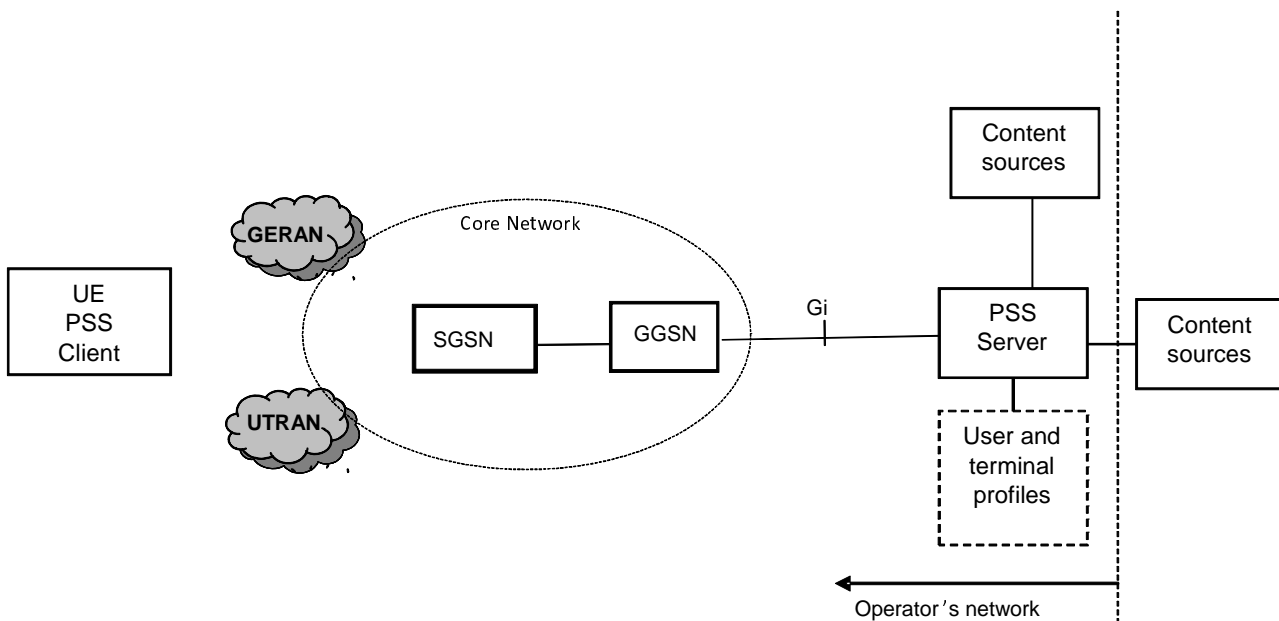 Content
sources
GERAN
Core Network
UE
PSS
Client
SGSN
GGSN
Gi
PSS
Server
Content
sources
UTRAN
User and
terminal
profiles
Operator's network